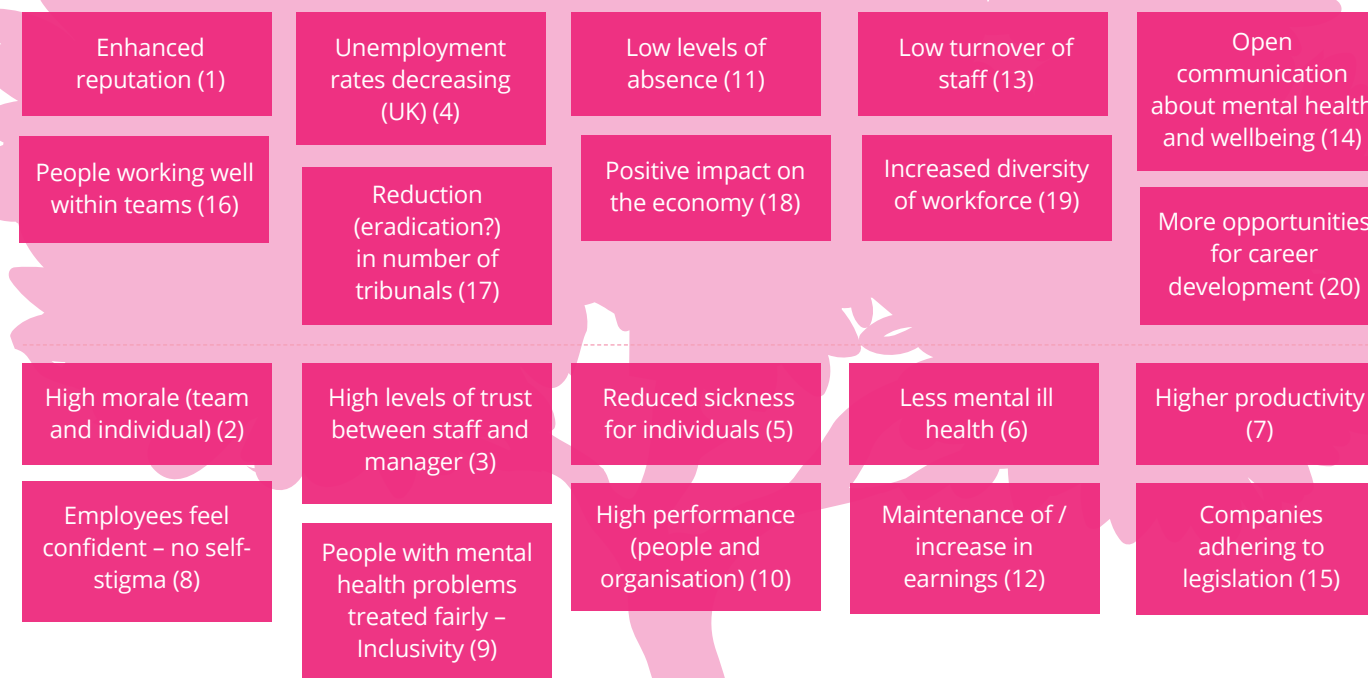 Enhanced
reputation (1)
Unemployment
rates decreasing
(UK) (4)
Low levels of
absence (11)
Low turnover of
staff (13)
Open
communication
about mental health
and wellbeing (14)
People working well
within teams (16)
Reduction
(eradication?)
in number of
tribunals (17)
Positive impact on
the economy (18)
Increased diversity
of workforce (19)
More opportunities
for career
development (20)
High morale (team
and individual) (2)
High levels of trust
between staff and
manager (3)
Reduced sickness
for individuals (5)
Less mental ill
health (6)
Higher productivity
(7)
Employees feel
confident – no self-
stigma (8)
People with mental
health problems
treated fairly –
Inclusivity (9)
High performance
(people and
organisation) (10)
Maintenance of /
increase in
earnings (12)
Companies
adhering to
legislation (15)